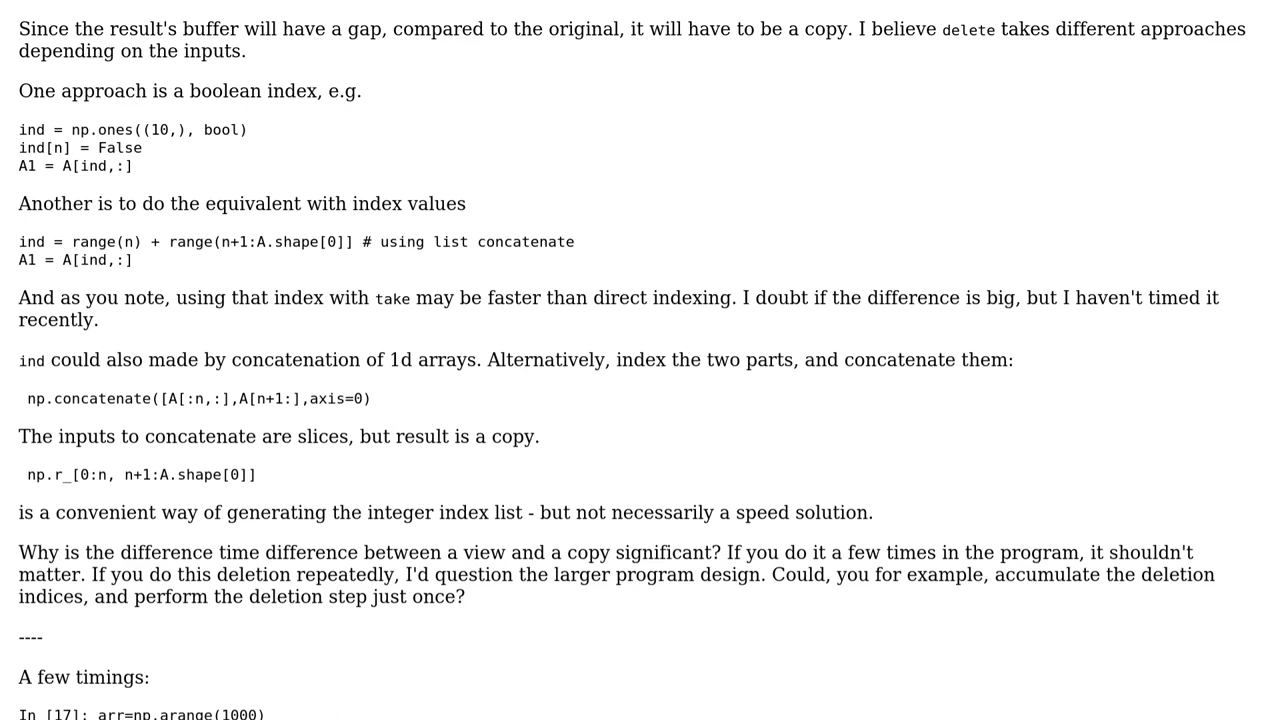 Since the result's buffer will have a gap, compared to the original, it will have to be a copy. I believe delete takes different approaches
depending on the inputs.
One approach is a boolean index, e.g.
ind = np.ones((10,), bool)
ind[n] = False
A1 = A[ind,:]
Another is to do the equivalent with index values
ind = range(n) + range(n+1:A.shape[0]] # using list concatenate
A1 = A[ind,:]
And as you note, using that index with take may be faster than direct indexing. I doubt if the difference is big, but I haven't timed it
recently.
ind could also made by concatenation of 1d arrays. Alternatively, index the two parts, and concatenate them:
np.concatenate([A[:n,:],A[n+1:],axis=0)
The inputs to concatenate are slices, but result is a copy.
np.r_[0:n, n+1:A.shape[0]]
is a convenient way of generating the integer index list - but not necessarily a speed solution.
Why is the difference time difference between a view and a copy significant? If you do it a few times in the program, it shouldn't
matter. If you do this deletion repeatedly, I'd question the larger program design. Could, you for example, accumulate the deletion
indices, and perform the deletion step just once?
----
A few timings:
In [17]: arr=np.arange(1000)